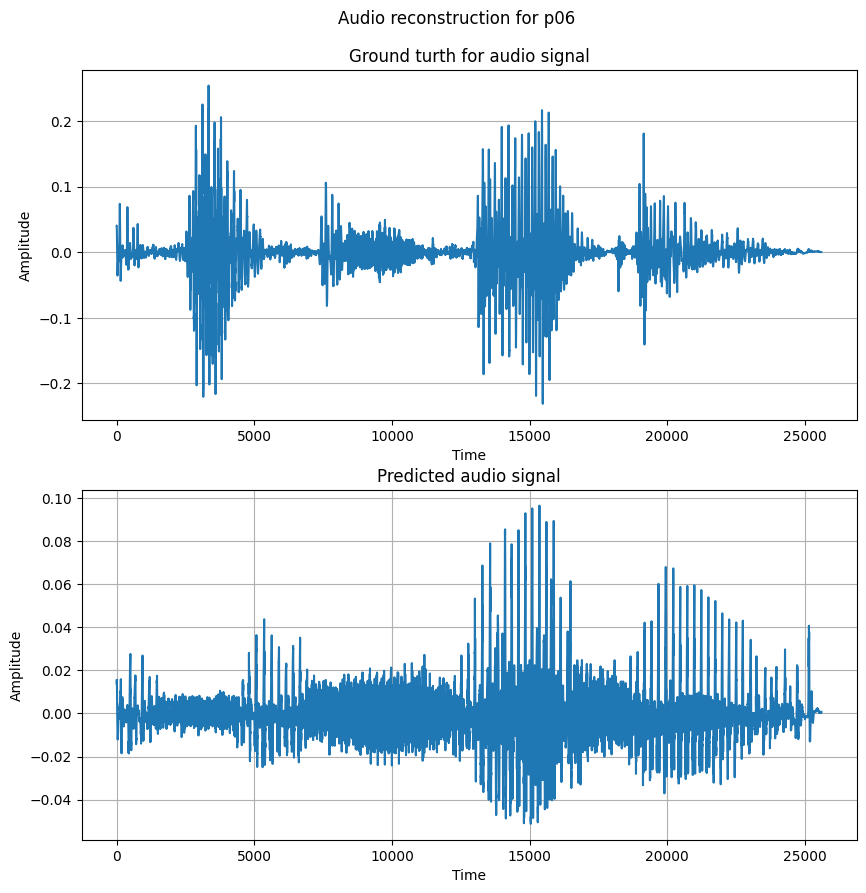 Audio reconstruction for p06
Ground turth for audio signal
0.2
0.1
0.0
−0.1
−0.2
Amplitude
0 5000 10000 15000 20000 25000
Time
Predicted audio signal
0.10
0.08
0.06
0.04
0.02
0.00
−0.02
−0.04
Amplitude
0 5000 10000 15000 20000 25000
Time